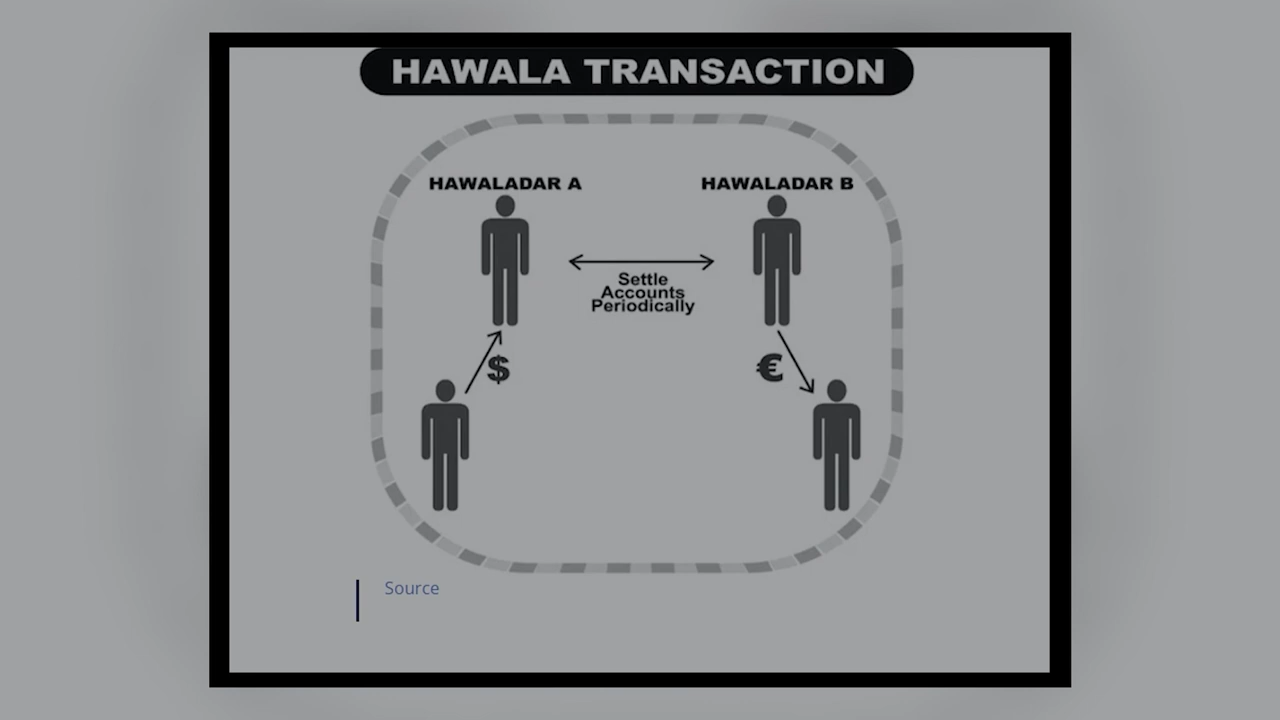 HAWALA TRANSACTION
HAWALADAR A
HAWALADAR B
Settle
Accounts
Periodically
$
€
Source